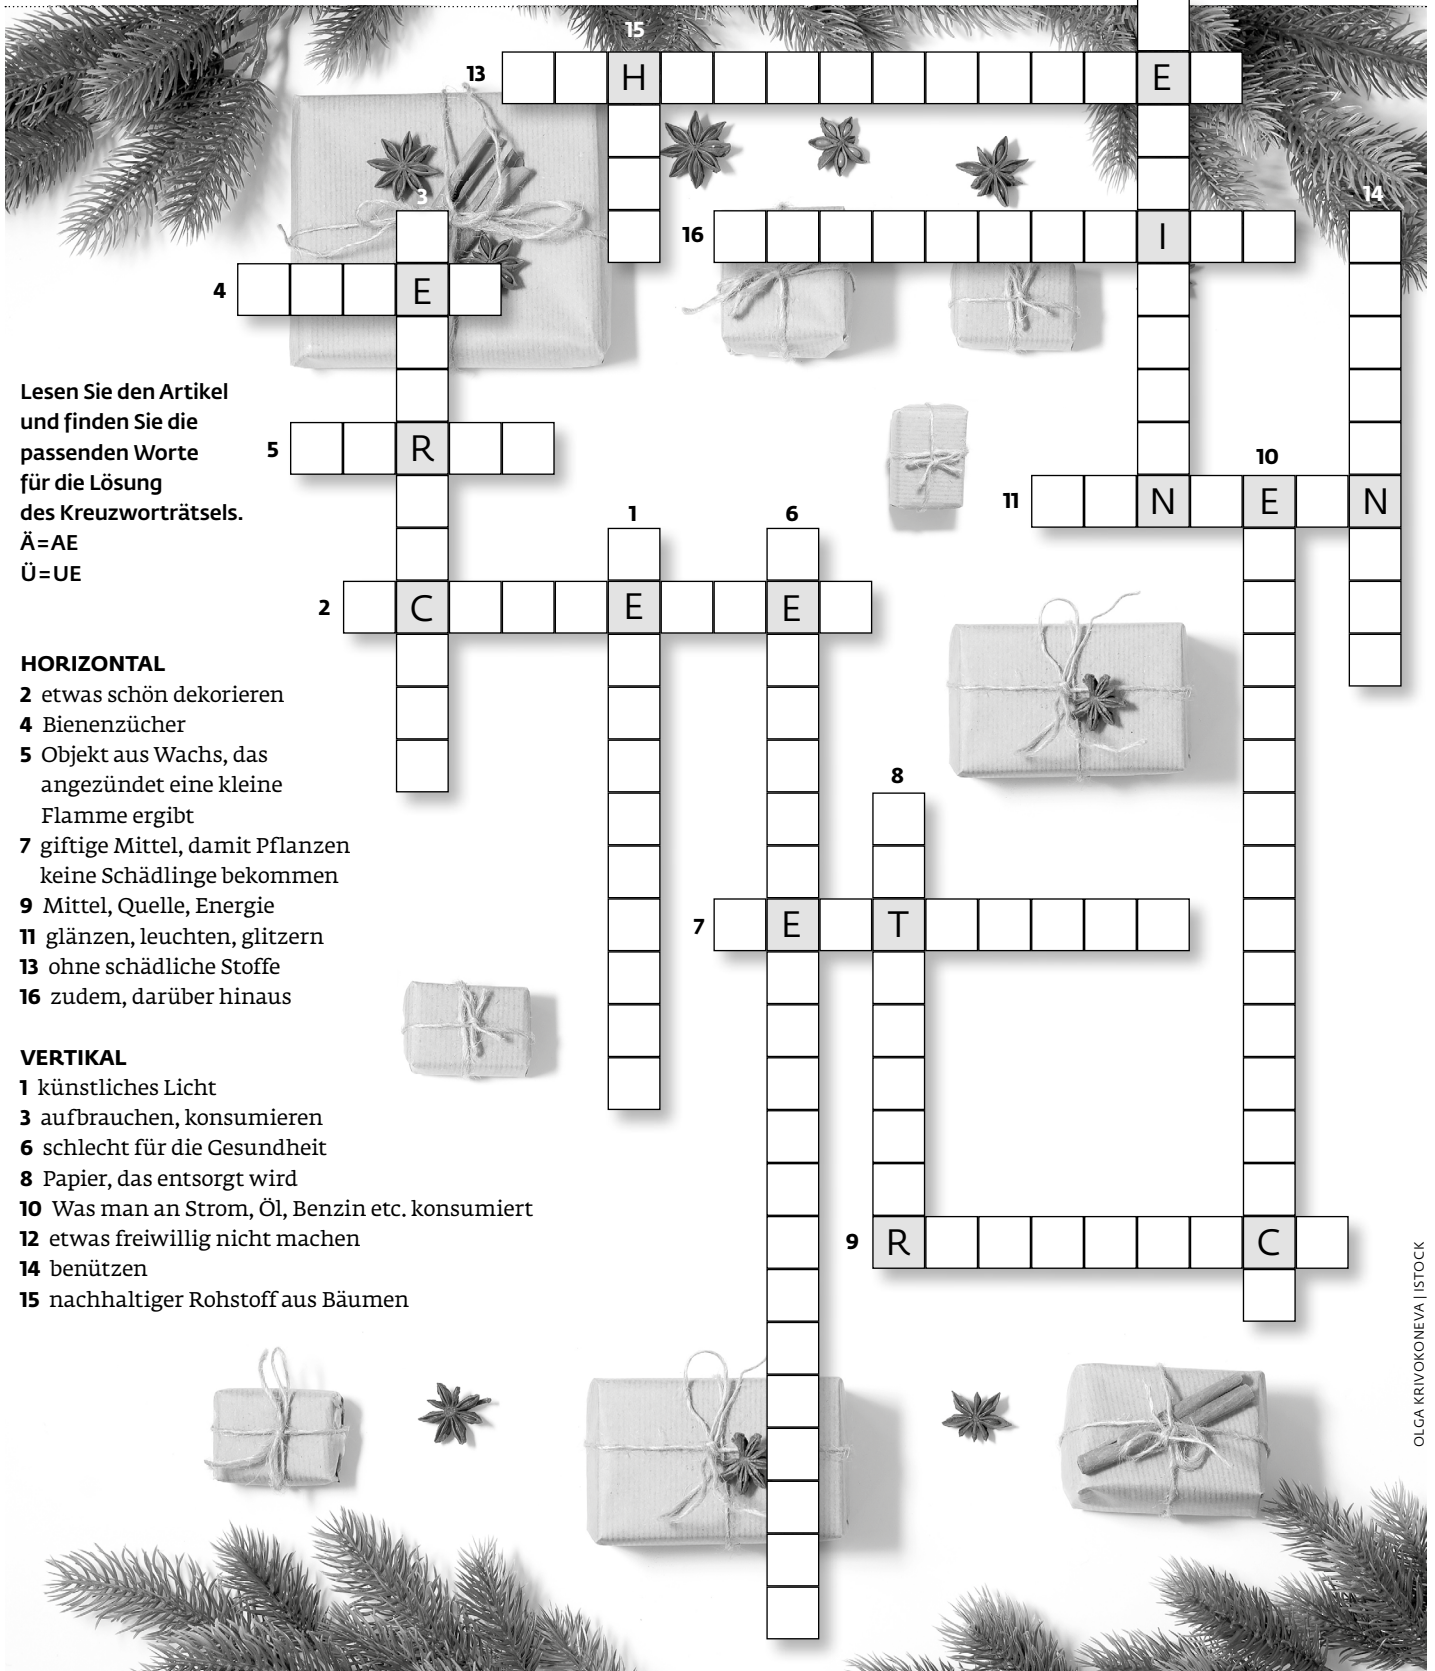 15
13
H
E
3
14
16
I
4
E
Lesen Sie den Artikel
und finden Sie die
passenden Worte
für die Lösung
des Kreuzworträtsels.
Ä=AE
Ü=UE
5
R
10
11
N
E
N
1
6
2
C
E
E
HORIZONTAL
2 etwas schön dekorieren
4 Bienenzücher
5 Objekt aus Wachs, das
angezündet eine kleine
Flamme ergibt
7 giftige Mittel, damit Pflanzen
keine Schädlinge bekommen
9 Mittel, Quelle, Energie
11 glänzen, leuchten, glitzern
13 ohne schädliche Stoffe
16 zudem, darüber hinaus
8
7
E
T
VERTIKAL
1 künstliches Licht
3 aufbrauchen, konsumieren
6 schlecht für die Gesundheit
8 Papier, das entsorgt wird
10 Was man an Strom, Öl, Benzin etc. konsumiert
12 etwas freiwillig nicht machen
14 benützen
15 nachhaltiger Rohstoff aus Bäumen
9
R
C
OLGA KRIVOKONEVA | ISTOCK